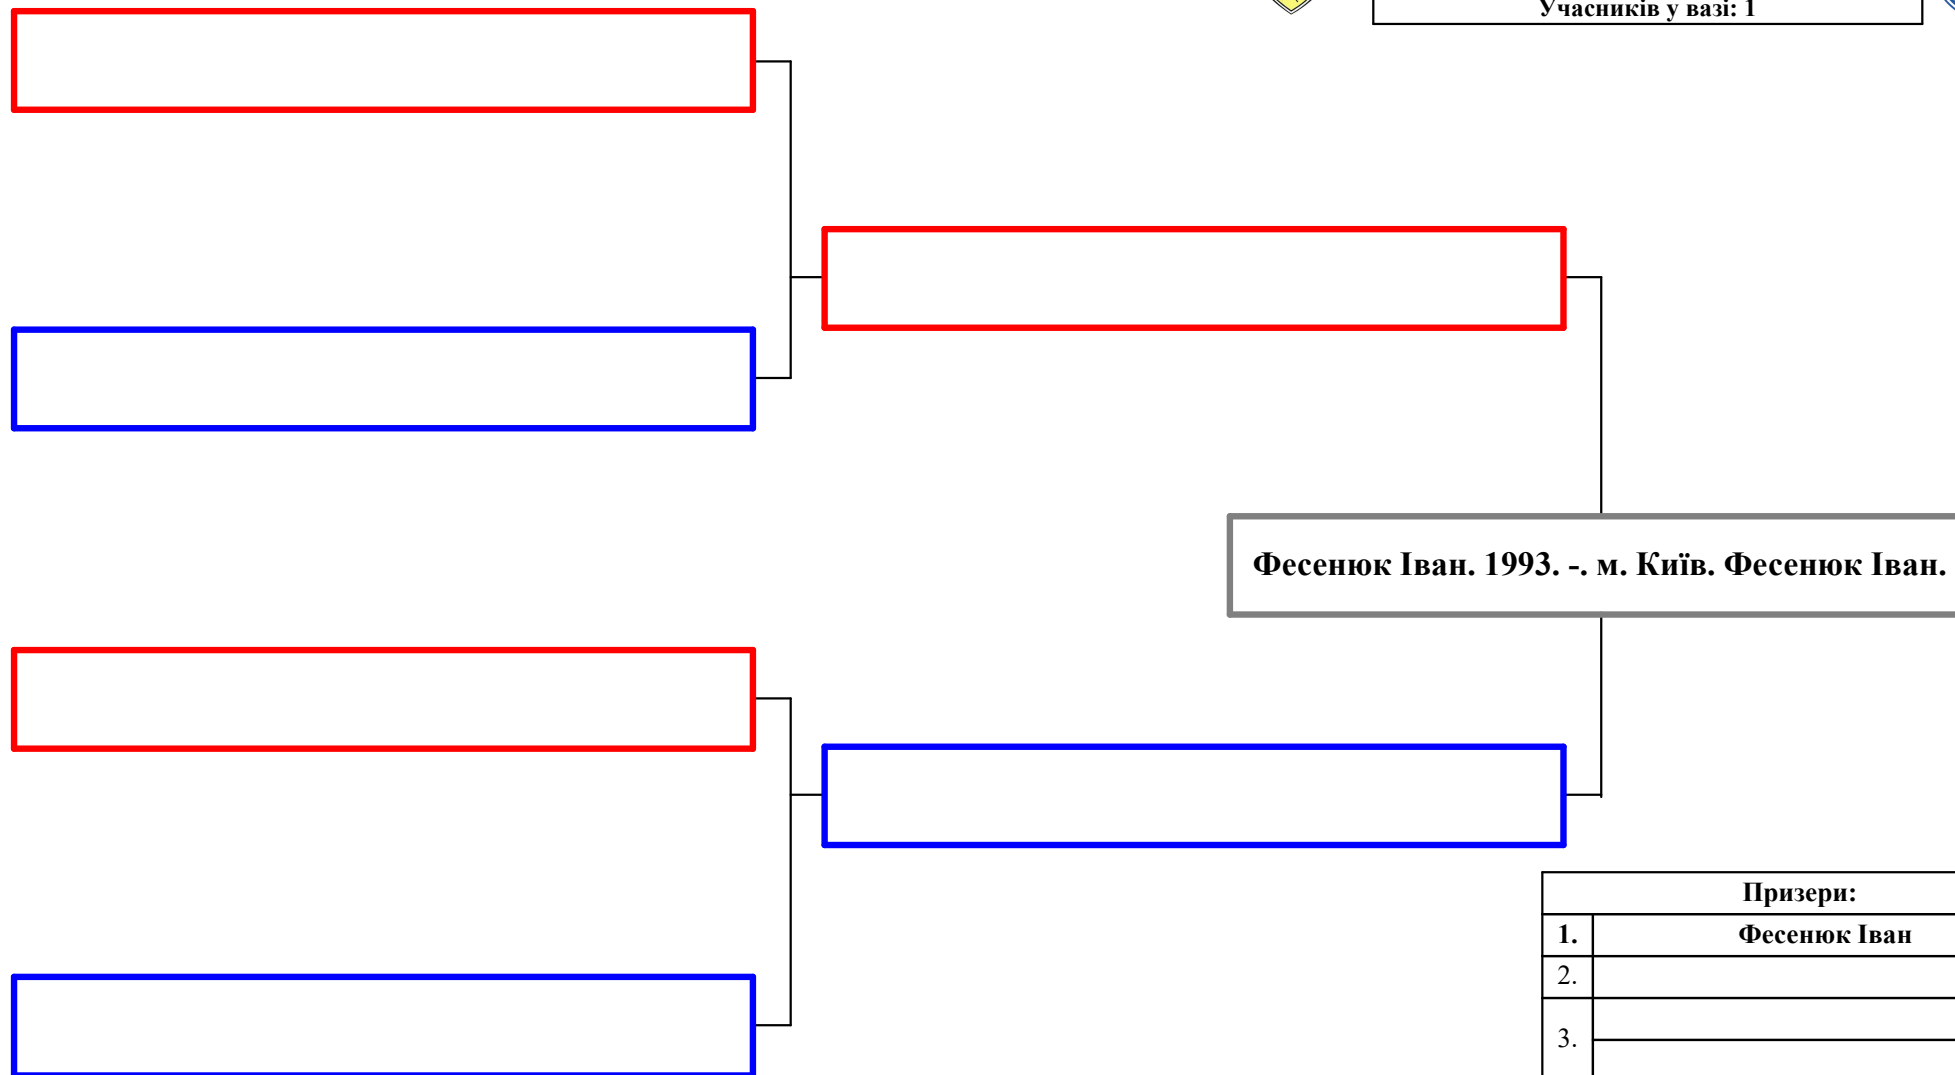 Учасників у вазі: 1
Фесенюк Іван. 1993. -. м. Київ. Фесенюк Іван.
Призери:
1. Фесенюк Іван
2.
3.